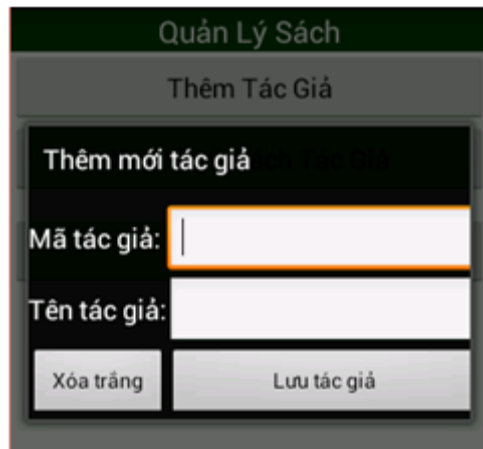 Quản Lý Sách
Thêm Tác Giả
Thêm mới tác giả
Mã tác giả:
Tên tác giả:
Xóa trắng
Lưu tác giả